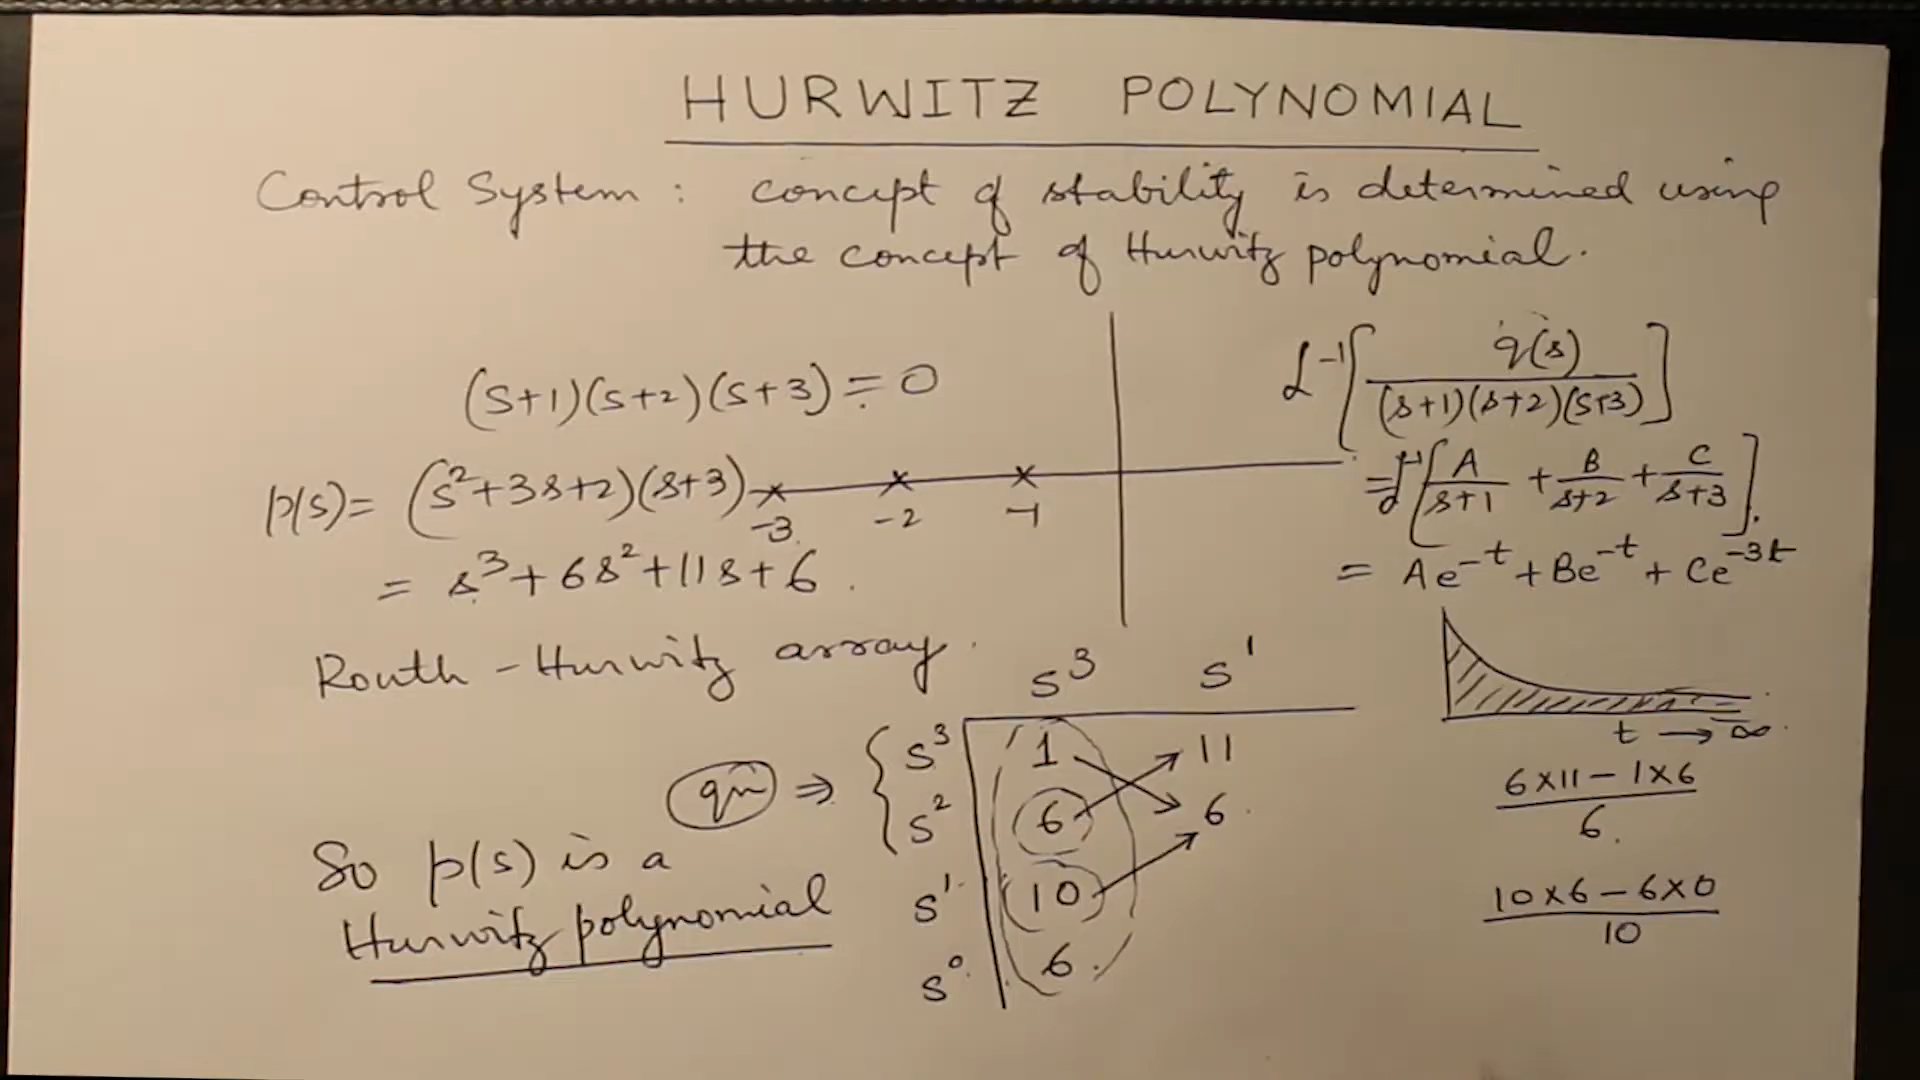 HURWITZ POLYNOMIAL
Control System : concept of stability is determined using
the concept of Hurwitz polynomial.
(s+1)(s+2)(s+3) = 0
p(s) = (s²+3s+2)(s+3)
= s³+6s²+11s+6.
-3 -2 -1
L⁻¹[q(s)/((s+1)(s+2)(s+3))]
= L⁻¹[A/(s+1) + B/(s+2) + C/(s+3)].
= Ae^-t + Be^-t + Ce^-3t
t → ∞
Routh-Hurwitz array.
s³ s¹
s³ 1 11
⇒ s² 6 6
s¹ 10
s⁰ 6.
(6×11 - 1×6)/6.
(10×6 - 6×0)/10
So p(s) is a
Hurwitz polynomial